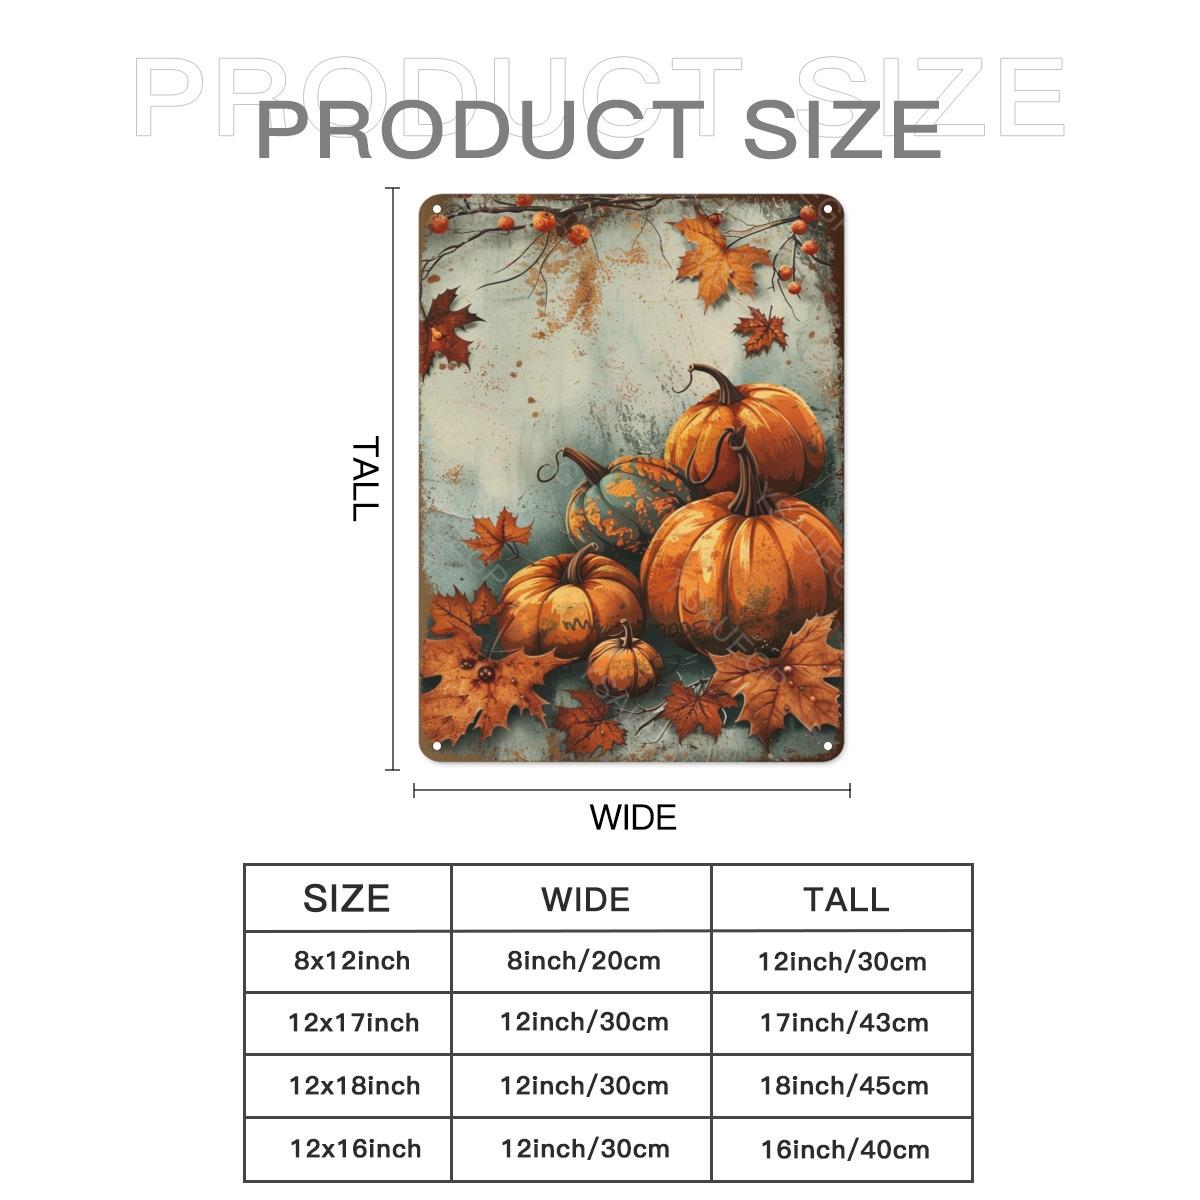 PRODUCT SIZE
PRODUCT SIZE
TALL
WIDE
SIZE WIDE TALL
8x12inch 8inch/20cm 12inch/30cm
12x17inch 12inch/30cm 17inch/43cm
12x18inch 12inch/30cm 18inch/45cm
12x16inch 12inch/30cm 16inch/40cm